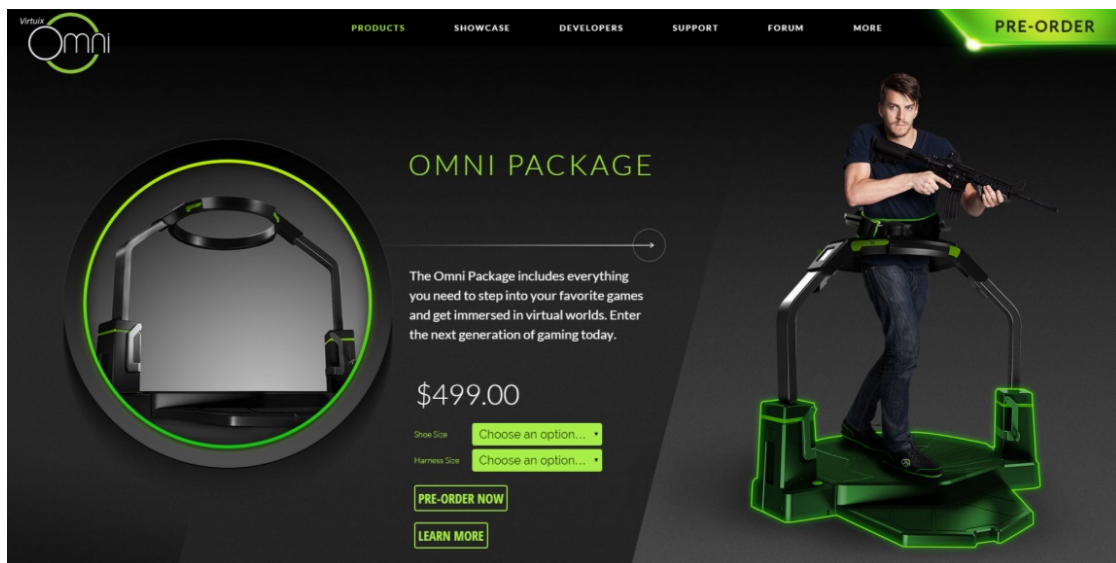 Virtuix
Omni
PRODUCTS SHOWCASE DEVELOPERS SUPPORT FORUM MORE PRE-ORDER
OMNI PACKAGE
The Omni Package includes everything
you need to step into your favorite games
and get immersed in virtual worlds. Enter
the next generation of gaming today.
$499.00
Shoe Size Choose an option...
Harness Size Choose an option...
PRE-ORDER NOW
LEARN MORE